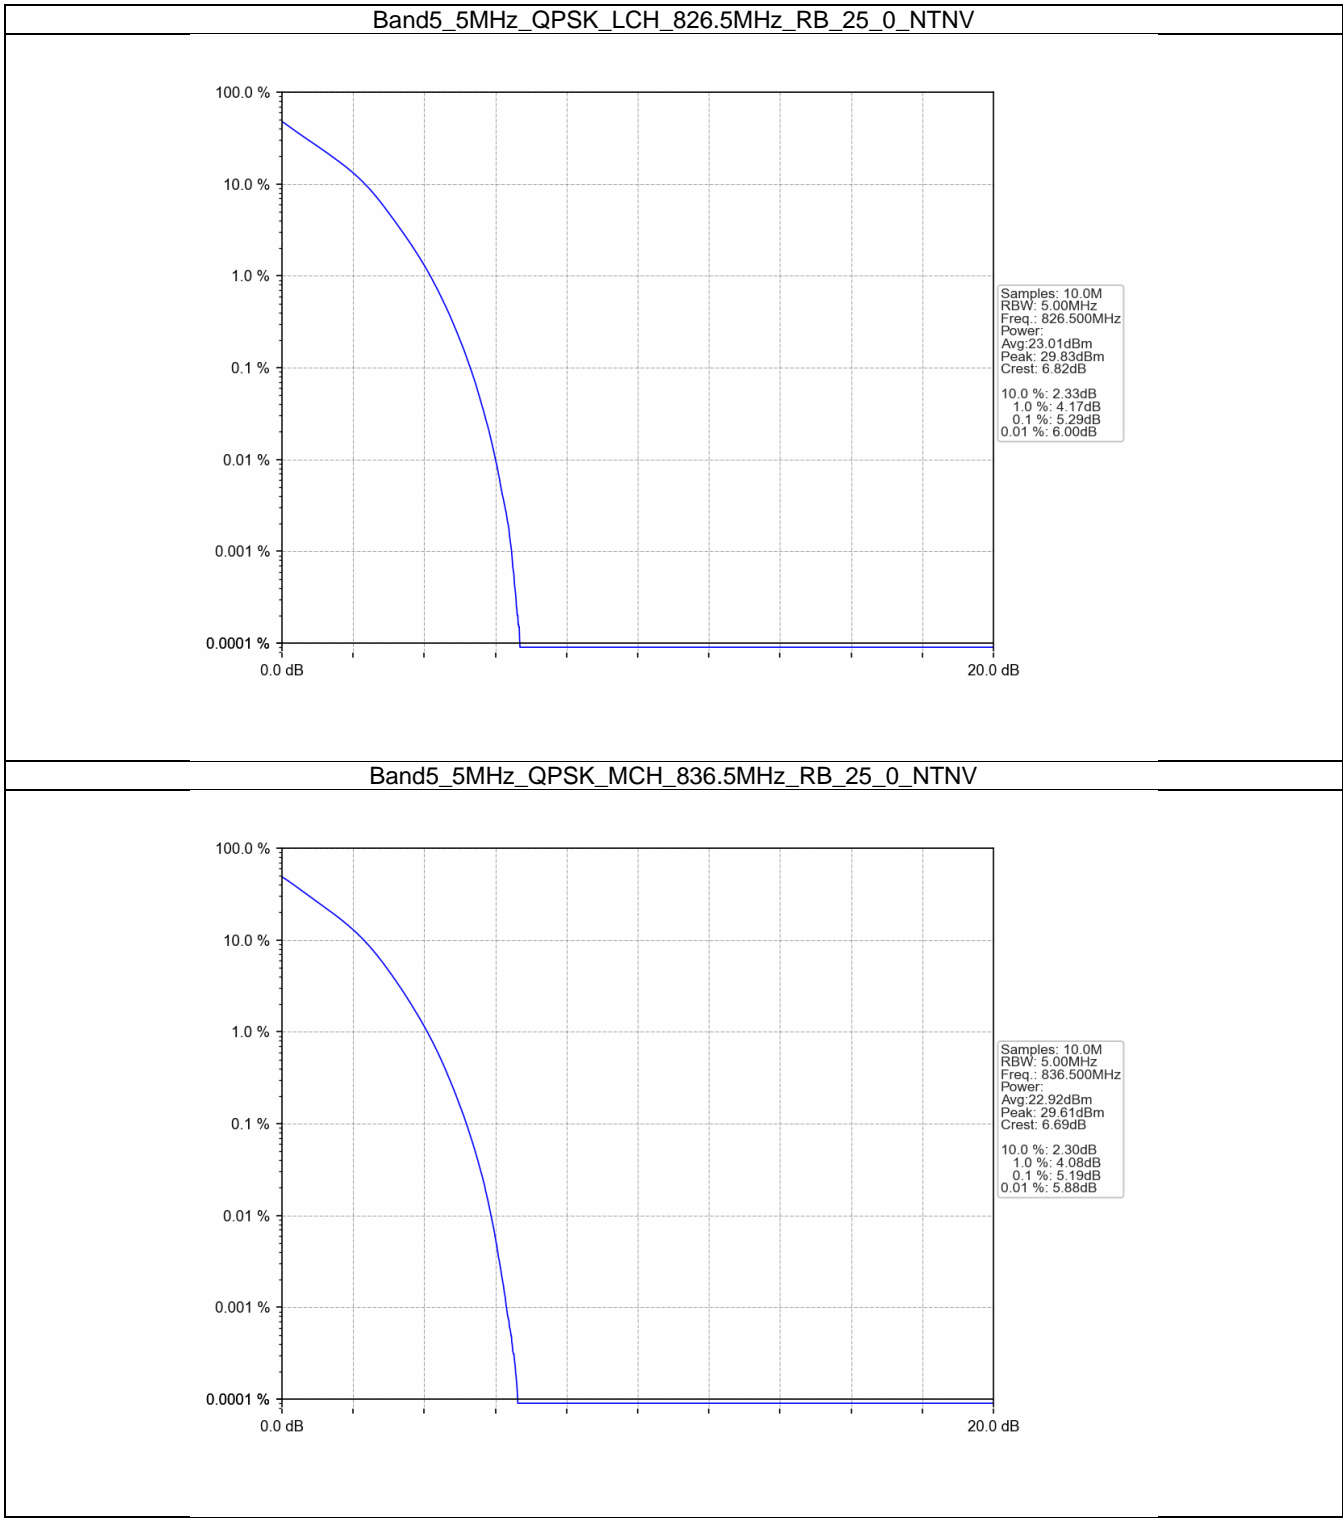 Band5_5MHz_QPSK_LCH_826.5MHz_RB_25_0_NTNV
100.0 %
10.0 %
1.0 %
0.1 %
0.01 %
0.001 %
0.0001 %
0.0 dB
20.0 dB
Samples: 10.0M
RBW: 5.00MHz
Freq.: 826.500MHz
Power:
Avg:23.01dBm
Peak: 29.83dBm
Crest: 6.82dB
10.0 %: 2.33dB
1.0 %: 4.17dB
0.1 %: 5.29dB
0.01 %: 6.00dB
Band5_5MHz_QPSK_MCH_836.5MHz_RB_25_0_NTNV
100.0 %
10.0 %
1.0 %
0.1 %
0.01 %
0.001 %
0.0001 %
0.0 dB
20.0 dB
Samples: 10.0M
RBW: 5.00MHz
Freq.: 836.500MHz
Power:
Avg:22.92dBm
Peak: 29.61dBm
Crest: 6.69dB
10.0 %: 2.30dB
1.0 %: 4.08dB
0.1 %: 5.19dB
0.01 %: 5.88dB